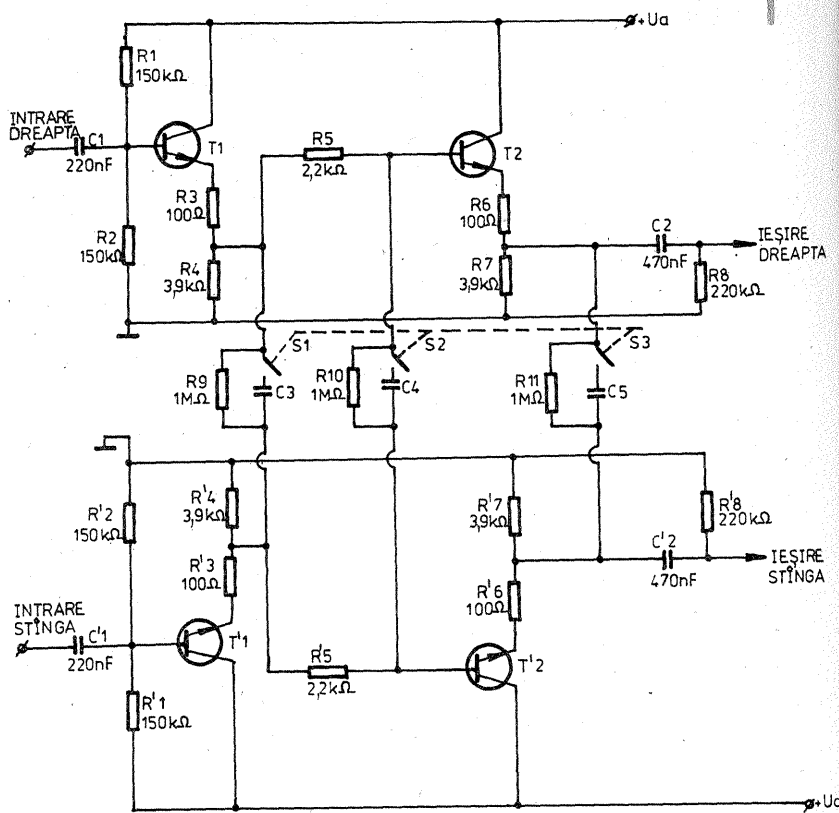 +Ua
R1
150kΩ
INTRARE
DREAPTA
C1
220nF
T1
R5
2,2kΩ
T2
R3
100Ω
R6
100Ω
R2
150kΩ
R4
3,9kΩ
R7
3,9kΩ
C2
470nF
R8
220kΩ
IEȘIRE
DREAPTA
S1
S2
S3
R9
1MΩ
C3
R10
1MΩ
C4
R11
1MΩ
C5
R'2
150kΩ
R'4
3,9kΩ
R'7
3,9kΩ
R'8
220kΩ
R'3
100Ω
C'2
470nF
IEȘIRE
STÎNGA
R'6
100Ω
INTRARE
STÎNGA
C'1
220nF
T'1
R'5
2,2kΩ
T'2
R'1
150kΩ
+Ua